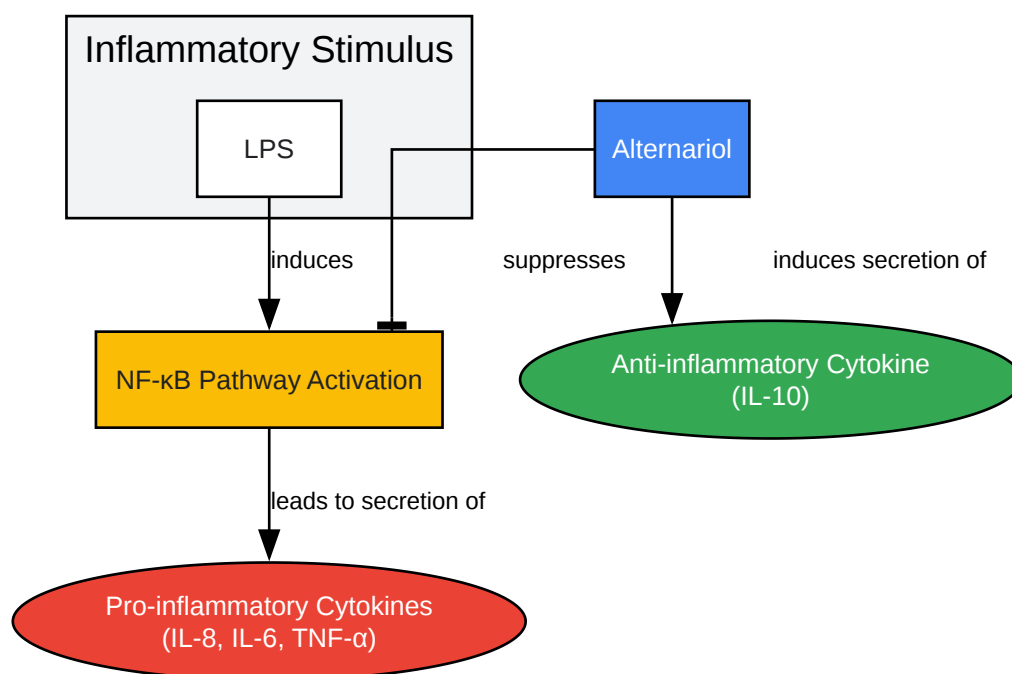 Inflammatory Stimulus
LPS
Alternariol
induces
suppresses
induces secretion of
NF-κB Pathway Activation
Anti-inflammatory Cytokine
(IL-10)
leads to secretion of
Pro-inflammatory Cytokines
(IL-8, IL-6, TNF-α)